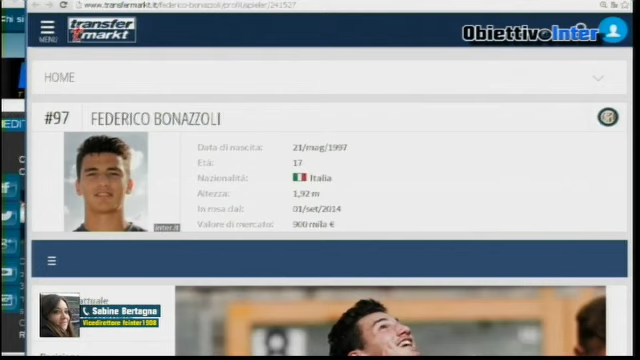 www.transfermarkt.it/federico-bonazzoli/profil/spieler/241527
transfer
markt
MENU
ObiettivoInter
HOME
#97 FEDERICO BONAZZOLI
Data di nascita: 21/mag/1997
Età: 17
Nazionalità: Italia
Altezza: 1,92 m
In rosa dal: 01/set/2014
Valore di mercato: 900 mila €
inter.it
attuale
Sabine Bertagna
Vicedirettore fcinter1908